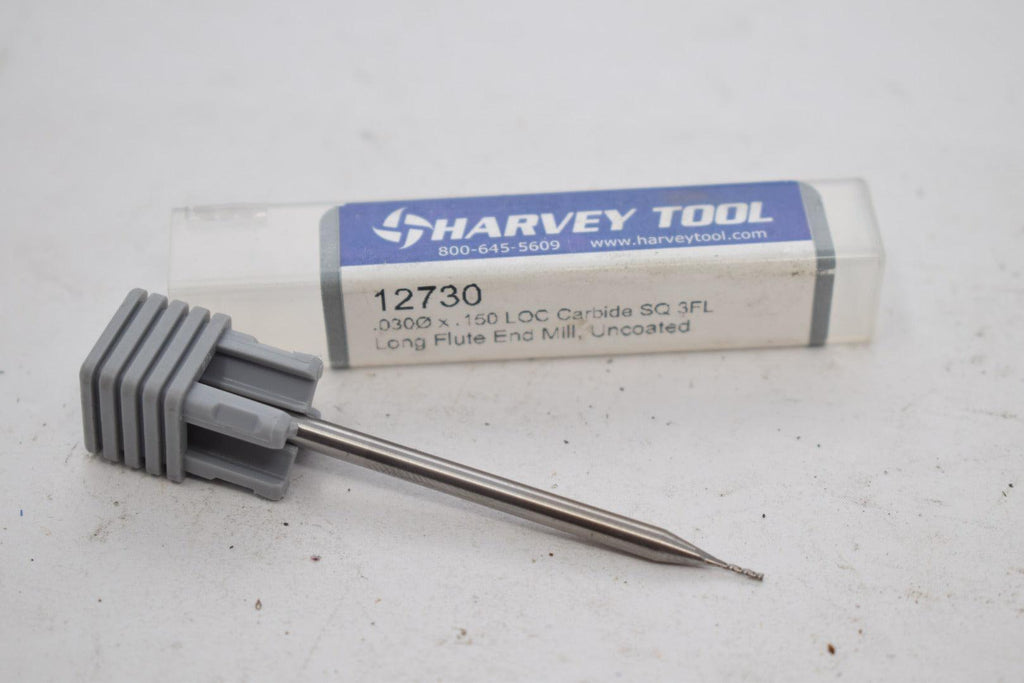 HARVEY TOOL
800-645-5609 www.harveytool.com
12730
.030Ø x .150 LOC Carbide SQ 3FL
Long Flute End Mill, Uncoated